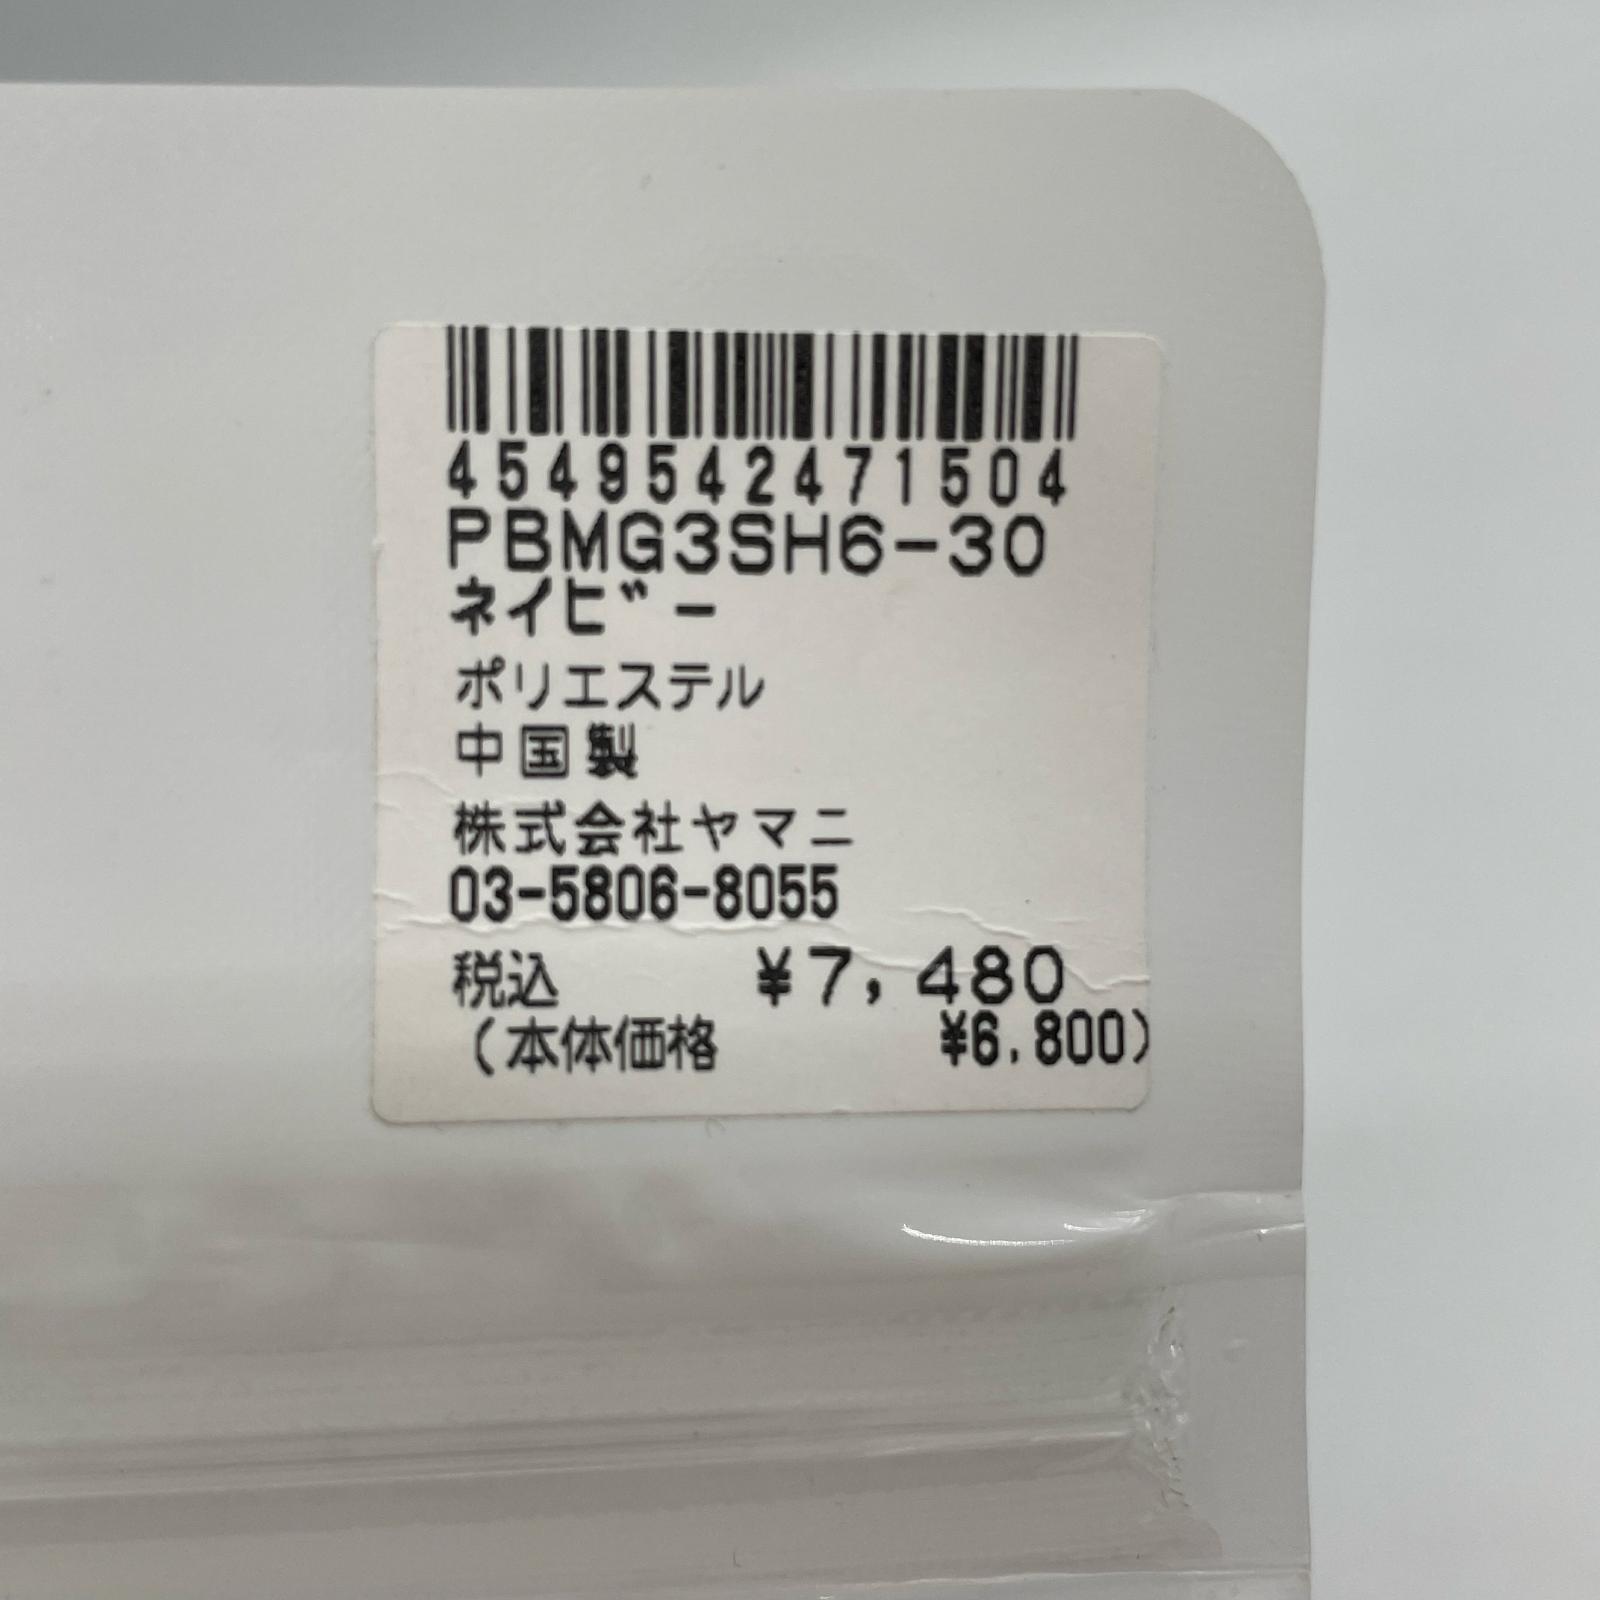 4549542471504
PBMG3SH6-30
ネイビー
ポリエステル
中国製
株式会社ヤマニ
03-5806-8055
税込 ¥7,480
(本体価格 ¥6,800)